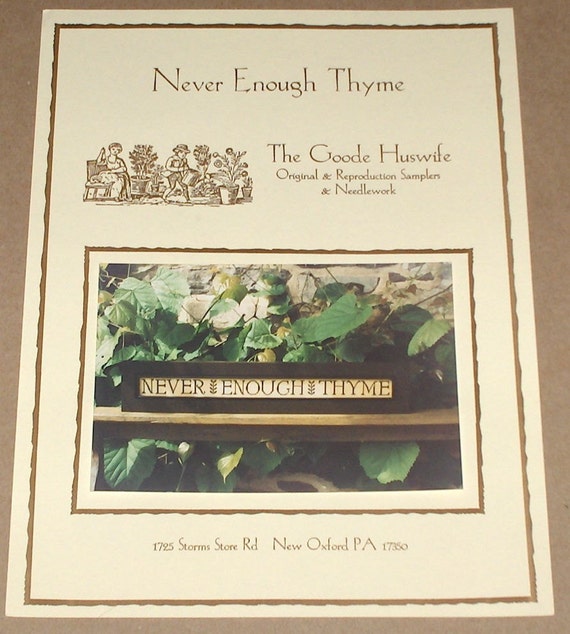 Never Enough Thyme
The Goode Huswife
Original & Reproduction Samplers
& Needlework
NEVER ENOUGH THYME
1725 Storms Store Rd New Oxford PA 17350